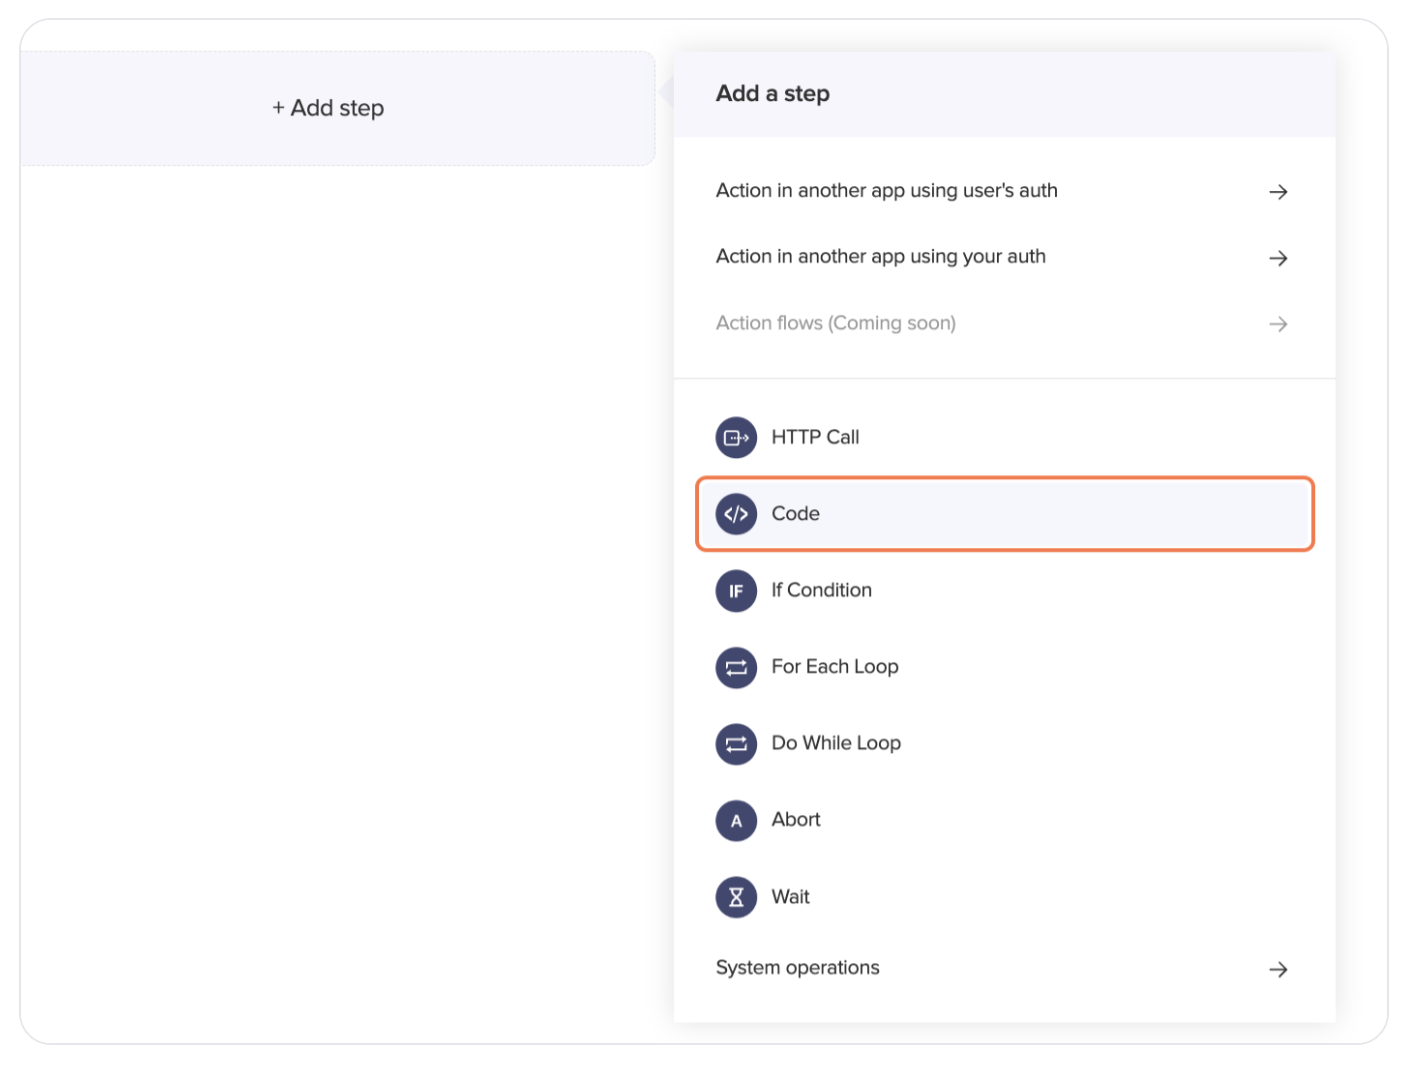 + Add step
Add a step
Action in another app using user's auth
Action in another app using your auth
Action flows (Coming soon)
HTTP Call
</> Code
IF If Condition
For Each Loop
Do While Loop
A Abort
Wait
System operations